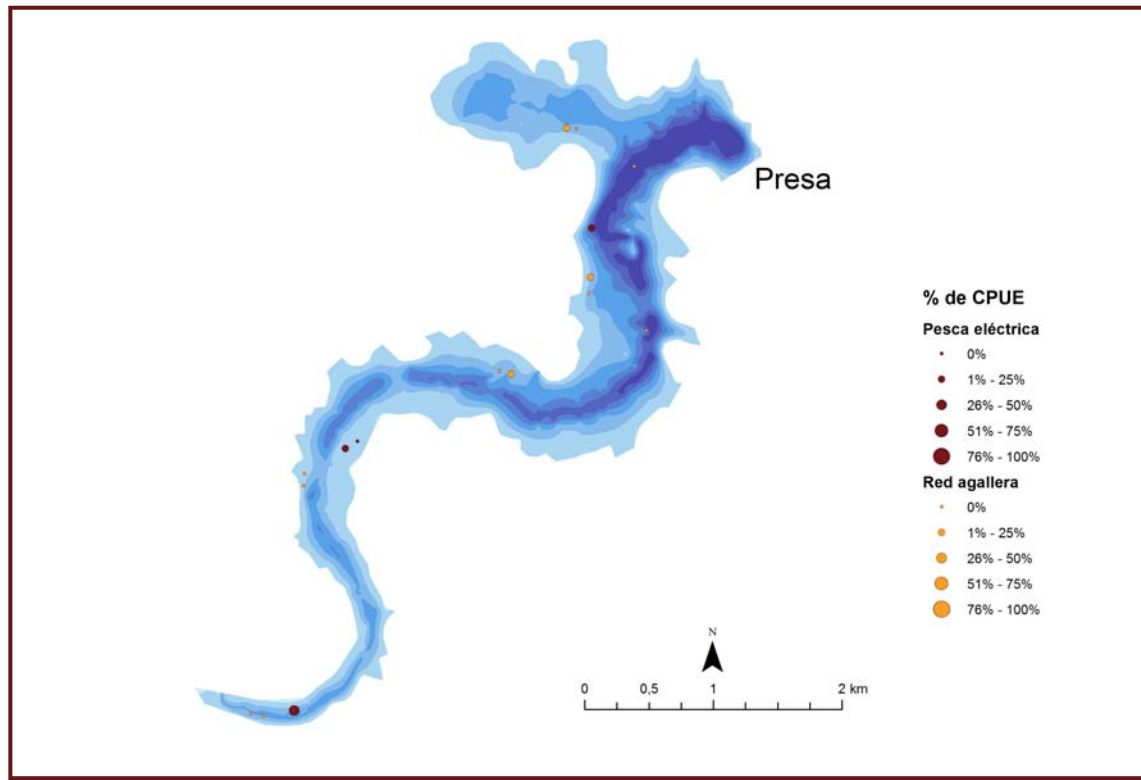 Presa
% de CPUE
Pesca eléctrica
0%
1% - 25%
26% - 50%
51% - 75%
76% - 100%
Red agallera
0%
1% - 25%
26% - 50%
51% - 75%
76% - 100%
N
0 0,5 1 2 km